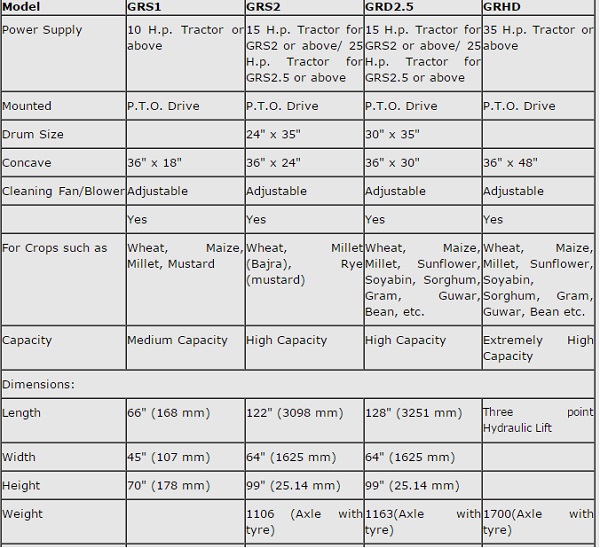 Model GRS1 GRS2 GRD2.5 GRHD
Power Supply 10 H.p. Tractor or 15 H.p. Tractor for 15 H.p. Tractor for 35 H.p. Tractor or
above GRS2 or above/ 25 GRS2 or above/ 25 above
H.p. Tractor for H.p. Tractor for
GRS2.5 or above GRS2.5 or above
Mounted P.T.O. Drive P.T.O. Drive P.T.O. Drive P.T.O. Drive
Drum Size 24" x 35" 30" x 35"
Concave 36" x 18" 36" x 24" 36" x 30" 36" x 48"
Cleaning Fan/Blower Adjustable Adjustable Adjustable Adjustable
Yes Yes Yes Yes
For Crops such as Wheat, Maize, Wheat, Millet Wheat, Maize, Wheat, Maize,
Millet, Mustard (Bajra), Rye Millet, Sunflower, Millet, Sunflower,
(mustard) Soyabin, Sorghum, Soyabin,
Gram, Guwar, Sorghum, Gram,
Bean, etc. Guwar, Bean etc.
Capacity Medium Capacity High Capacity High Capacity Extremely High
Capacity
Dimensions:
Length 66" (168 mm) 122" (3098 mm) 128" (3251 mm) Three point
Hydraulic Lift
Width 45" (107 mm) 64" (1625 mm) 64" (1625 mm)
Height 70" (178 mm) 99" (25.14 mm) 99" (25.14 mm)
Weight 1106 (Axle with 1163(Axle with 1700(Axle with
tyre) tyre) tyre)